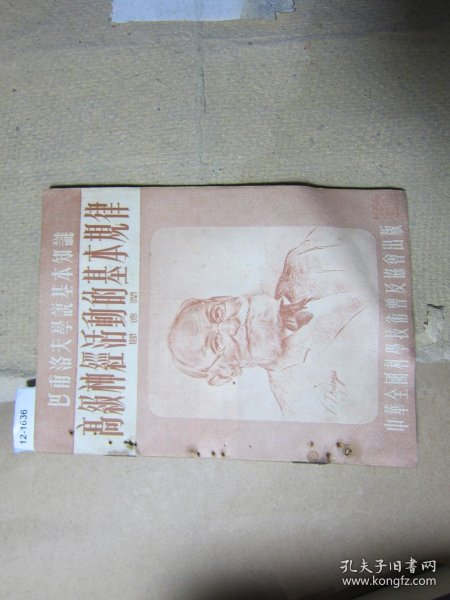 巴甫洛夫學說基本知識
高級神經活動的基本規律
中華全國科學技術普及協會出版
12-1636
孔夫子旧书网
www.kongfz.com